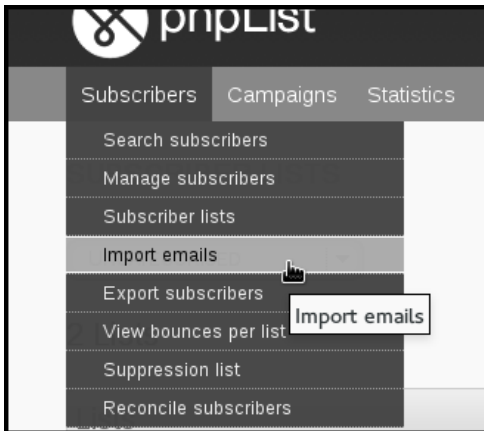 phpList
Subscribers Campaigns Statistics
Search subscribers
Manage subscribers
Subscriber lists
Import emails
Export subscribers
Import emails
View bounces per list
Suppression list
Reconcile subscribers